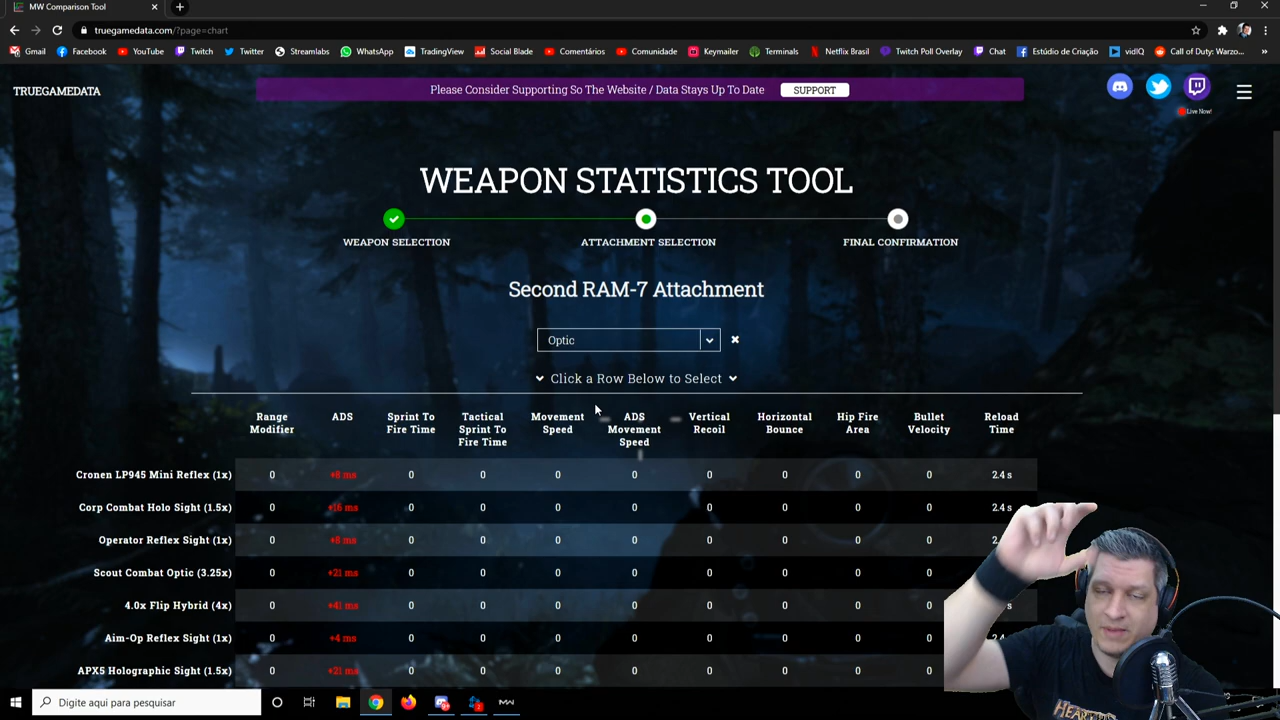 MW Comparison Tool
truegamedata.com/?page=chart
Gmail Facebook YouTube Twitch Twitter Streamlabs WhatsApp TradingView Social Blade Comentários Comunidade Keymailer Terminals Netflix Brasil Twitch Poll Overlay Chat Estúdio de Criação vidIQ Call of Duty: Warzo...
TRUEGAMEDATA
Please Consider Supporting So The Website / Data Stays Up To Date SUPPORT
Live Now!
WEAPON STATISTICS TOOL
WEAPON SELECTION ATTACHMENT SELECTION FINAL CONFIRMATION
Second RAM-7 Attachment
Optic
Click a Row Below to Select
Range Modifier ADS Sprint To Fire Time Tactical Sprint To Fire Time Movement Speed ADS Movement Speed Vertical Recoil Horizontal Bounce Hip Fire Area Bullet Velocity Reload Time
Cronen LP945 Mini Reflex (1x) 0 +8 ms 0 0 0 0 0 0 0 0 2.4 s
Corp Combat Holo Sight (1.5x) 0 +16 ms 0 0 0 0 0 0 0 0 2.4 s
Operator Reflex Sight (1x) 0 +8 ms 0 0 0 0 0 0 0 0
Scout Combat Optic (3.25x) 0 +21 ms 0 0 0 0 0 0 0 0
4.0x Flip Hybrid (4x) 0 +41 ms 0 0 0 0 0 0 0 0 s
Aim-Op Reflex Sight (1x) 0 +4 ms 0 0 0 0 0 0 0 0
APX5 Holographic Sight (1.5x) 0 +21 ms 0 0 0 0 0 0 0
Digite aqui para pesquisar